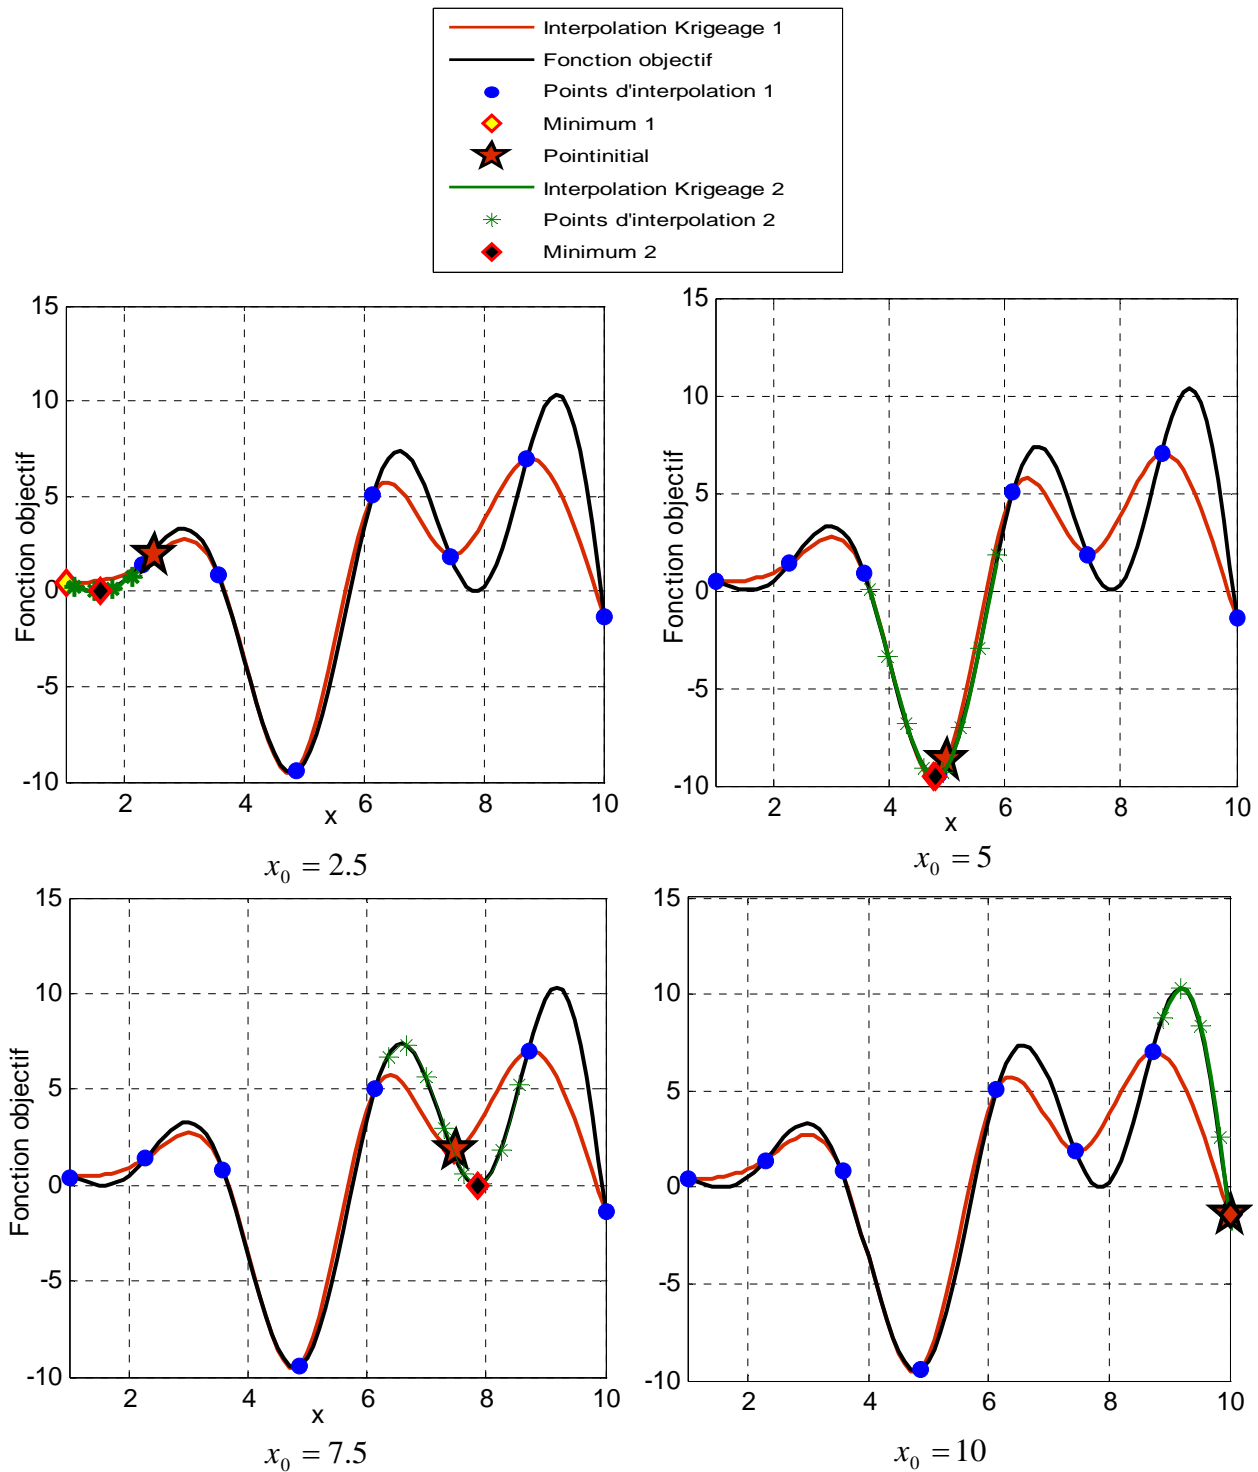 Interpolation Krigeage 1
Fonction objectif
Points d'interpolation 1
Minimum 1
Pointinitial
Interpolation Krigeage 2
Points d'interpolation 2
Minimum 2
15
10
5
0
-5
-10
2
4
6
8
10
Fonction objectif
x
x₀ = 2.5
15
10
5
0
-5
-10
2
4
6
8
10
Fonction objectif
x
x₀ = 5
15
10
5
0
-5
-10
2
4
6
8
10
Fonction objectif
x
x₀ = 7.5
15
10
5
0
-5
-10
2
4
6
8
10
x₀ = 10